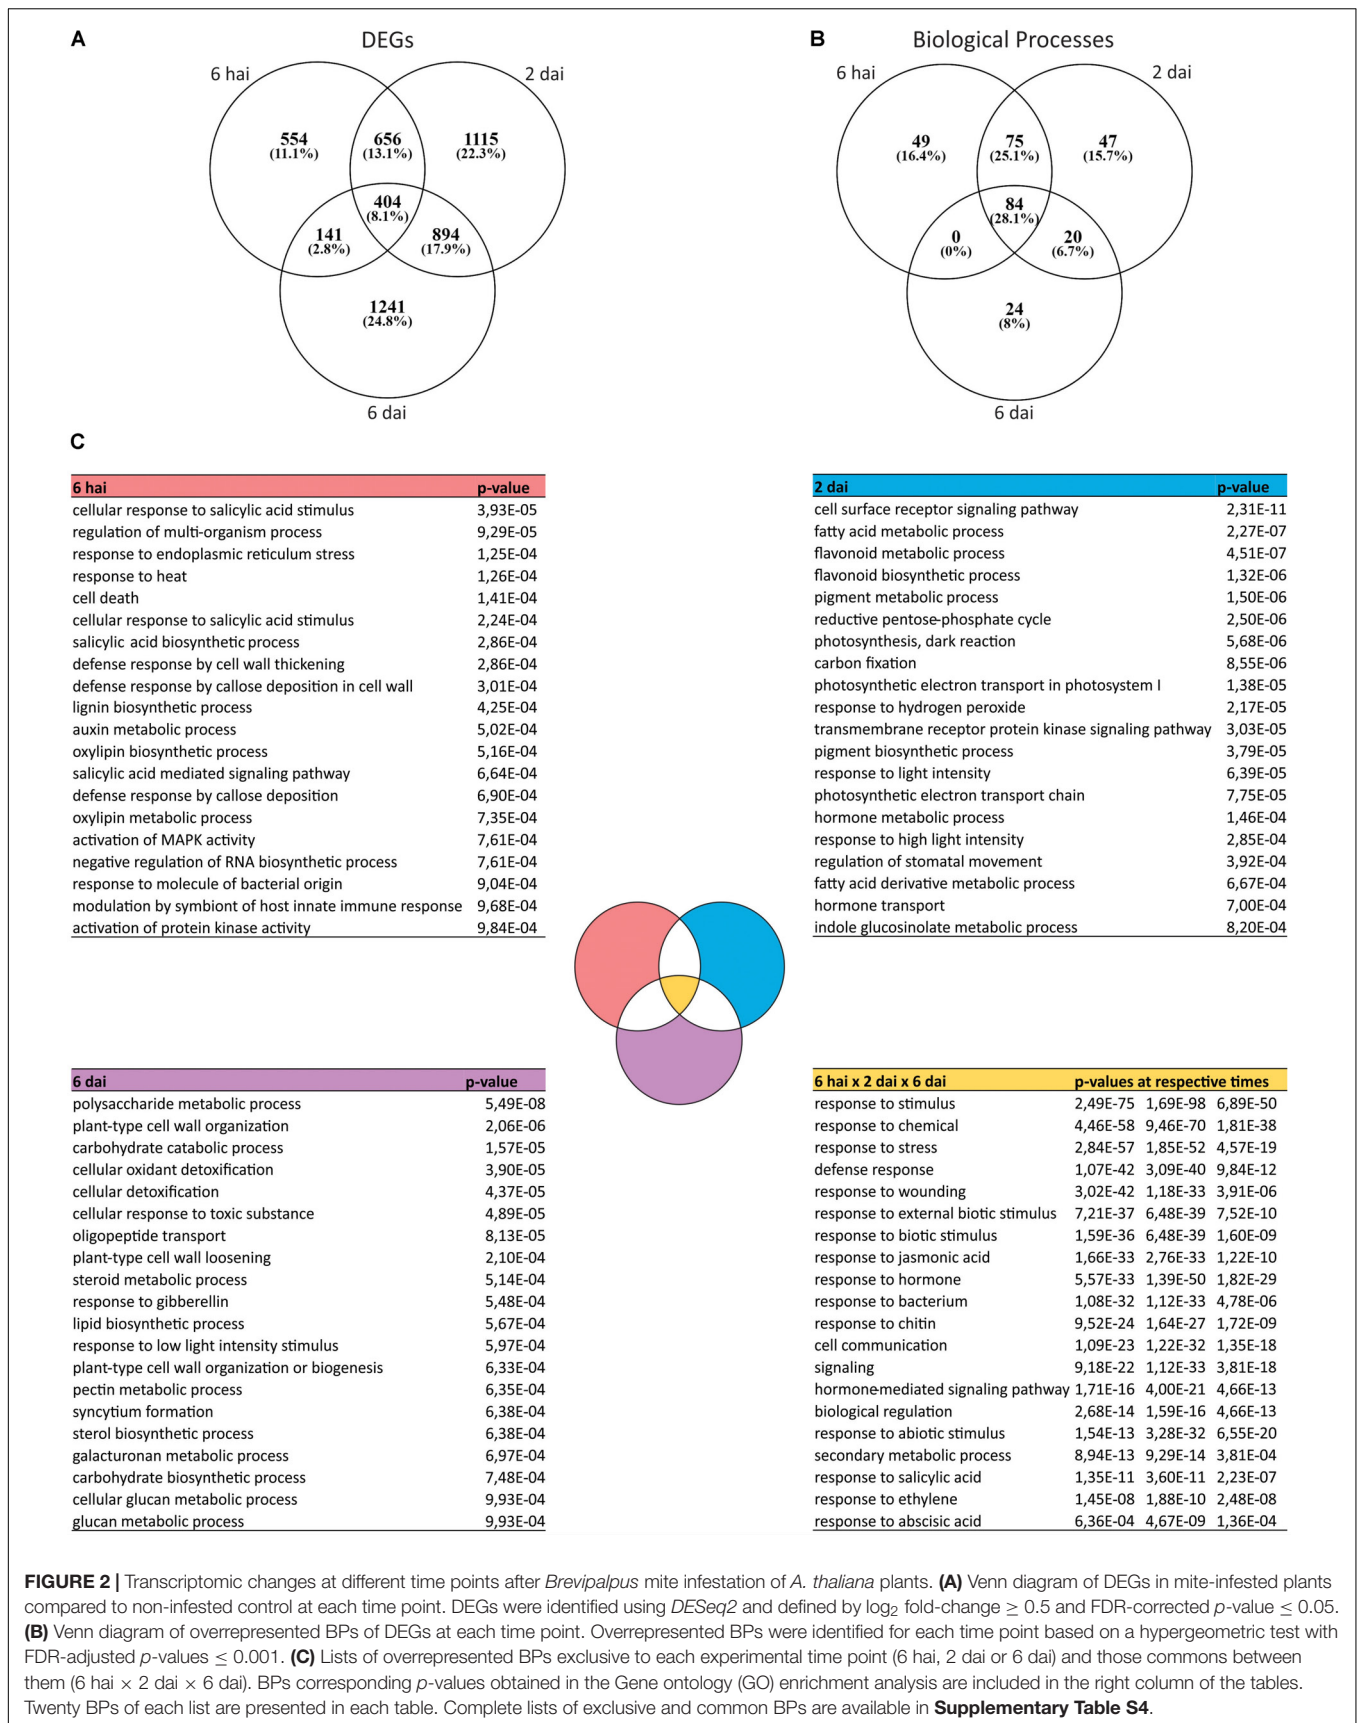 A
DEGs
6 hai
2 dai
554
(11.1%)
656
(13.1%)
1115
(22.3%)
404
(8.1%)
141
(2.8%)
894
(17.9%)
1241
(24.8%)
6 dai
B
Biological Processes
6 hai
2 dai
49
(16.4%)
75
(25.1%)
47
(15.7%)
84
(28.1%)
0
(0%)
20
(6.7%)
24
(8%)
6 dai
C
6 hai p-value
cellular response to salicylic acid stimulus 3,93E-05
regulation of multi-organism process 9,29E-05
response to endoplasmic reticulum stress 1,25E-04
response to heat 1,26E-04
cell death 1,41E-04
cellular response to salicylic acid stimulus 2,24E-04
salicylic acid biosynthetic process 2,86E-04
defense response by cell wall thickening 2,86E-04
defense response by callose deposition in cell wall 3,01E-04
lignin biosynthetic process 4,25E-04
auxin metabolic process 5,02E-04
oxylipin biosynthetic process 5,16E-04
salicylic acid mediated signaling pathway 6,64E-04
defense response by callose deposition 6,90E-04
oxylipin metabolic process 7,35E-04
activation of MAPK activity 7,61E-04
negative regulation of RNA biosynthetic process 7,61E-04
response to molecule of bacterial origin 9,04E-04
modulation by symbiont of host innate immune response 9,68E-04
activation of protein kinase activity 9,84E-04
2 dai p-value
cell surface receptor signaling pathway 2,31E-11
fatty acid metabolic process 2,27E-07
flavonoid metabolic process 4,51E-07
flavonoid biosynthetic process 1,32E-06
pigment metabolic process 1,50E-06
reductive pentose-phosphate cycle 2,50E-06
photosynthesis, dark reaction 5,68E-06
carbon fixation 8,55E-06
photosynthetic electron transport in photosystem I 1,38E-05
response to hydrogen peroxide 2,17E-05
transmembrane receptor protein kinase signaling pathway 3,03E-05
pigment biosynthetic process 3,79E-05
response to light intensity 6,39E-05
photosynthetic electron transport chain 7,75E-05
hormone metabolic process 1,46E-04
response to high light intensity 2,85E-04
regulation of stomatal movement 3,92E-04
fatty acid derivative metabolic process 6,67E-04
hormone transport 7,00E-04
indole glucosinolate metabolic process 8,20E-04
6 dai p-value
polysaccharide metabolic process 5,49E-08
plant-type cell wall organization 2,06E-06
carbohydrate catabolic process 1,57E-05
cellular oxidant detoxification 3,90E-05
cellular detoxification 4,37E-05
cellular response to toxic substance 4,89E-05
oligopeptide transport 8,13E-05
plant-type cell wall loosening 2,10E-04
steroid metabolic process 5,14E-04
response to gibberellin 5,48E-04
lipid biosynthetic process 5,67E-04
response to low light intensity stimulus 5,97E-04
plant-type cell wall organization or biogenesis 6,33E-04
pectin metabolic process 6,35E-04
syncytium formation 6,38E-04
sterol biosynthetic process 6,38E-04
galacturonan metabolic process 6,97E-04
carbohydrate biosynthetic process 7,48E-04
cellular glucan metabolic process 9,93E-04
glucan metabolic process 9,93E-04
6 hai x 2 dai x 6 dai p-values at respective times
response to stimulus 2,49E-75 1,69E-98 6,89E-50
response to chemical 4,46E-58 9,46E-70 1,81E-38
response to stress 2,84E-57 1,85E-52 4,57E-19
defense response 1,07E-42 3,09E-40 9,84E-12
response to wounding 3,02E-42 1,18E-33 3,91E-06
response to external biotic stimulus 7,21E-37 6,48E-39 7,52E-10
response to biotic stimulus 1,59E-36 6,48E-39 1,60E-09
response to jasmonic acid 1,66E-33 2,76E-33 1,22E-10
response to hormone 5,57E-33 1,39E-50 1,82E-29
response to bacterium 1,08E-32 1,12E-33 4,78E-06
response to chitin 9,52E-24 1,64E-27 1,72E-09
cell communication 1,09E-23 1,22E-32 1,35E-18
signaling 9,18E-22 1,12E-33 3,81E-18
hormone-mediated signaling pathway 1,71E-16 4,00E-21 4,66E-13
biological regulation 2,68E-14 1,59E-16 4,66E-13
response to abiotic stimulus 1,54E-13 3,28E-32 6,55E-20
secondary metabolic process 8,94E-13 9,29E-14 3,81E-04
response to salicylic acid 1,35E-11 3,60E-11 2,23E-07
response to ethylene 1,45E-08 1,88E-10 2,48E-08
response to abscisic acid 6,36E-04 4,67E-09 1,36E-04
FIGURE 2 | Transcriptomic changes at different time points after Brevipalpus mite infestation of A. thaliana plants. (A) Venn diagram of DEGs in mite-infested plants
compared to non-infested control at each time point. DEGs were identified using DESeq2 and defined by log₂ fold-change ≥ 0.5 and FDR-corrected p-value ≤ 0.05.
(B) Venn diagram of overrepresented BPs of DEGs at each time point. Overrepresented BPs were identified for each time point based on a hypergeometric test with
FDR-adjusted p-values ≤ 0.001. (C) Lists of overrepresented BPs exclusive to each experimental time point (6 hai, 2 dai or 6 dai) and those commons between
them (6 hai × 2 dai × 6 dai). BPs corresponding p-values obtained in the Gene ontology (GO) enrichment analysis are included in the right column of the tables.
Twenty BPs of each list are presented in each table. Complete lists of exclusive and common BPs are available in Supplementary Table S4.